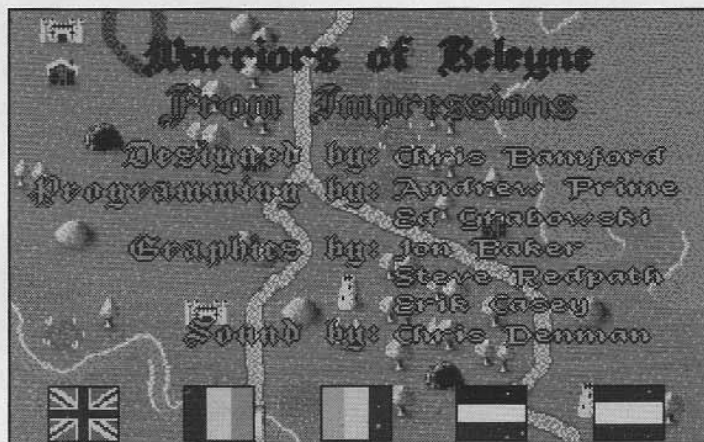 Warriors of Releyne
From Impressions
Designed by: Chris Bamford
Programming by: Andrew Prime
Ed Grabowski
Graphics by: Jon Baker
Steve Redpath
Erik Casey
Sound by: Chris Denman